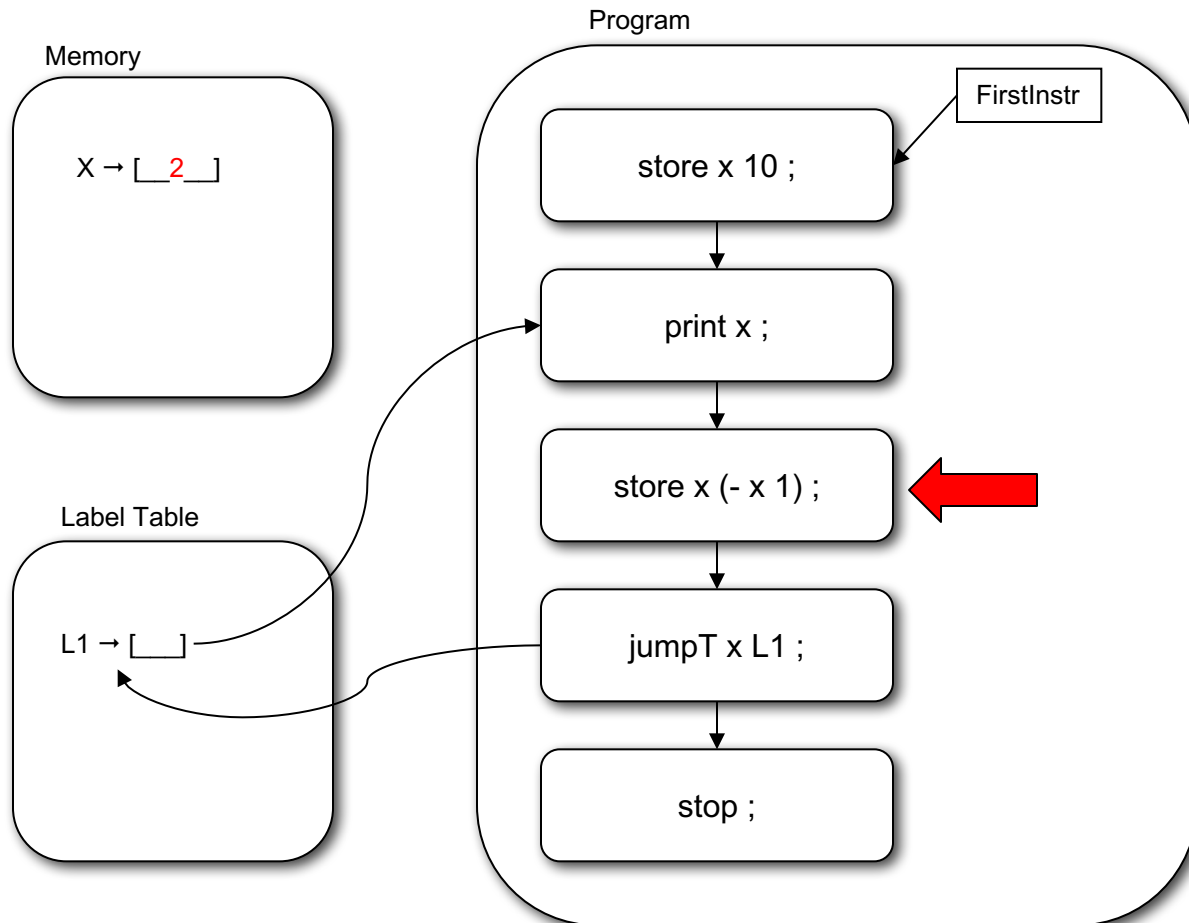 Program
Memory
FirstInstr
X → [__2__]
store x 10 ;
print x ;
store x (- x 1) ;
Label Table
L1 → [___]
jumpT x L1 ;
stop ;